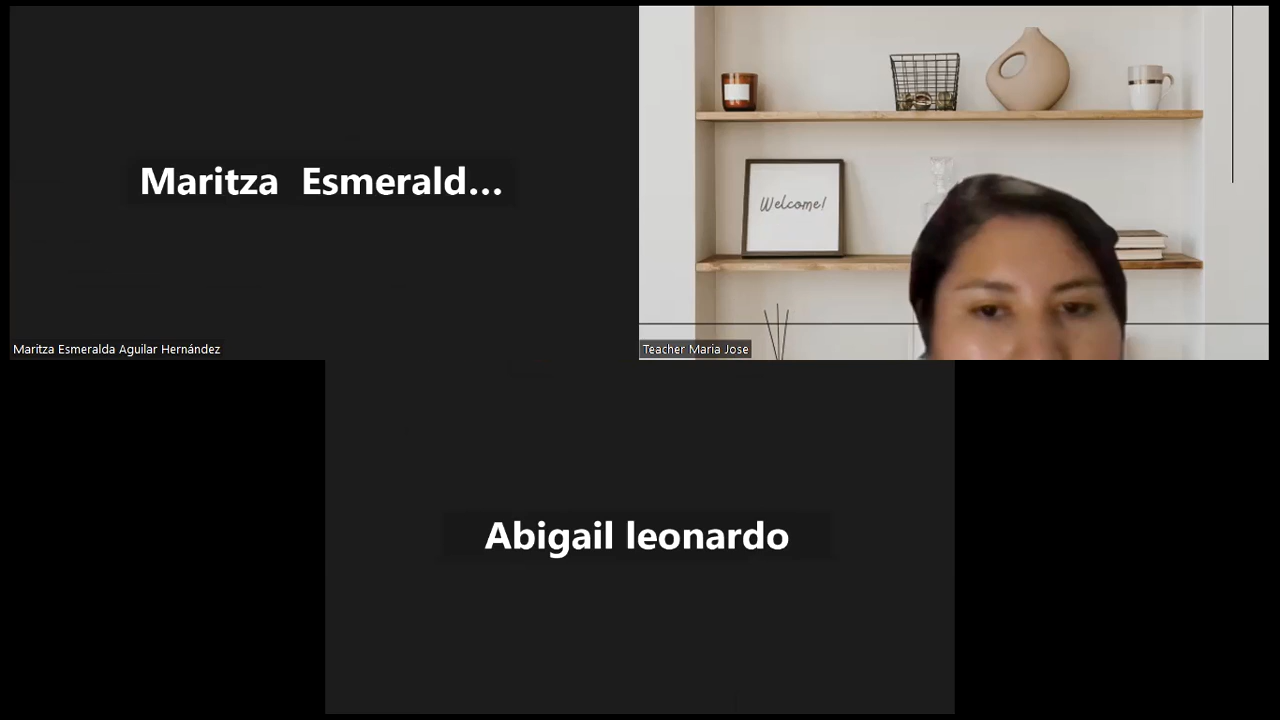 Maritza Esmerald...
Maritza Esmeralda Aguilar Hernández
Welcome!
Teacher Maria Jose
Abigail leonardo